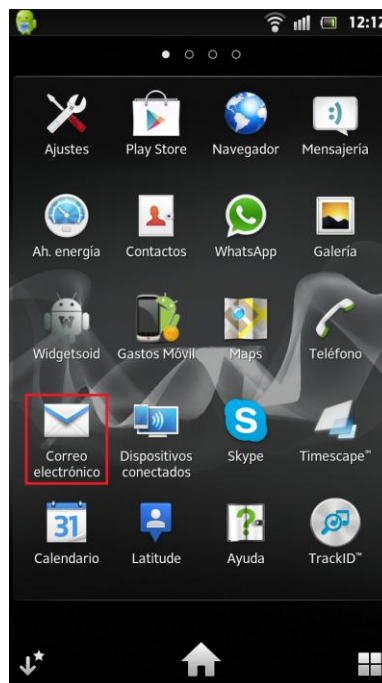 12:12
Ajustes Play Store Navegador Mensajería
Ah. energía Contactos WhatsApp Galería
Widgetsoid Gastos Móvil Maps Teléfono
Correo electrónico Dispositivos conectados Skype Timescape™
31
Calendario Latitude Ayuda TrackID™